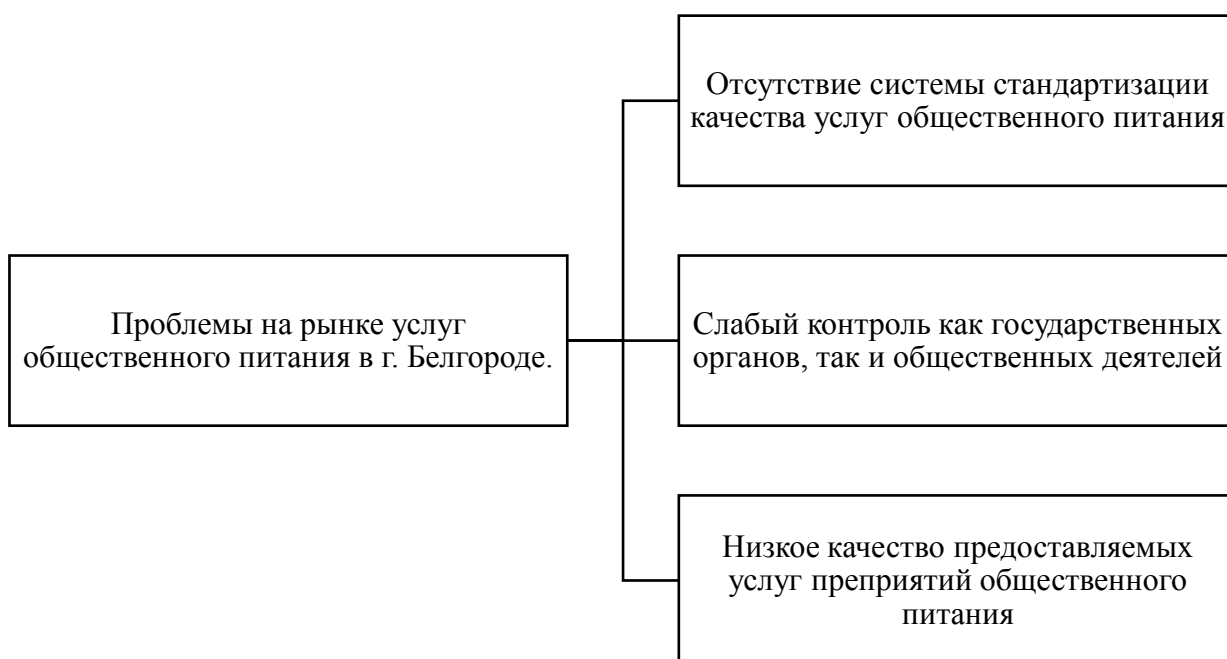 Проблемы на рынке услуг
общественного питания в г. Белгороде.
Отсутствие системы стандартизации
качества услуг общественного питания
Слабый контроль как государственных
органов, так и общественных деятелей
Низкое качество предоставляемых
услуг преприятий общественного
питания